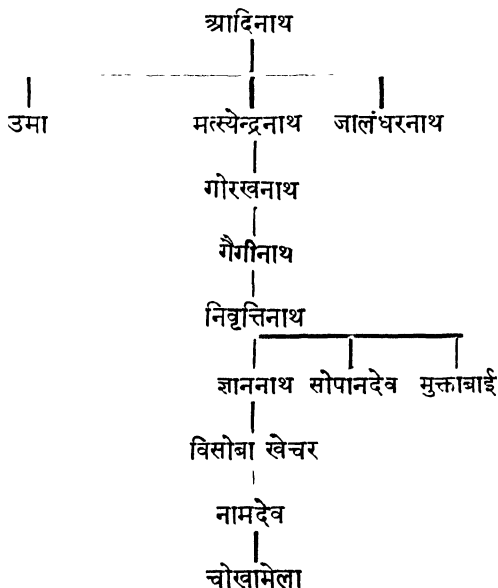 आदिनाथ
उमा मत्स्येन्द्रनाथ जालंधरनाथ
गोरखनाथ
गैगीनाथ
निवृत्तिनाथ
ज्ञाननाथ सोपानदेव मुक्ताबाई
विसोबा खेचर
नामदेव
चोखामेला